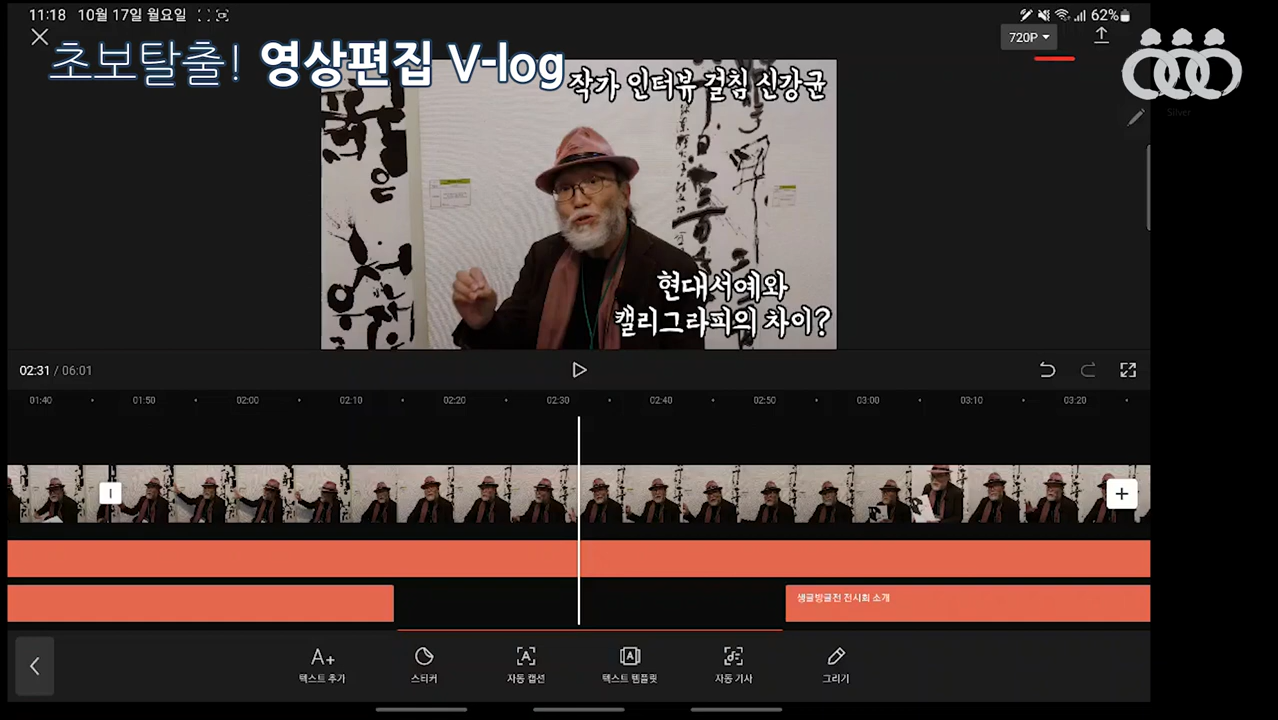 11:18 10월 17일 월요일
62%
초보탈출! 영상편집 V-log
720P
Silver
작가 인터뷰 걸침 신강균
현대서예와
캘리그라피의 차이?
02:31 / 06:01
01:40 01:50 02:00 02:10 02:20 02:30 02:40 02:50 03:00 03:10 03:20
생글방글전 전시회 소개
텍스트 추가 스티커 자동 캡션 텍스트 템플릿 자동 가사 그리기